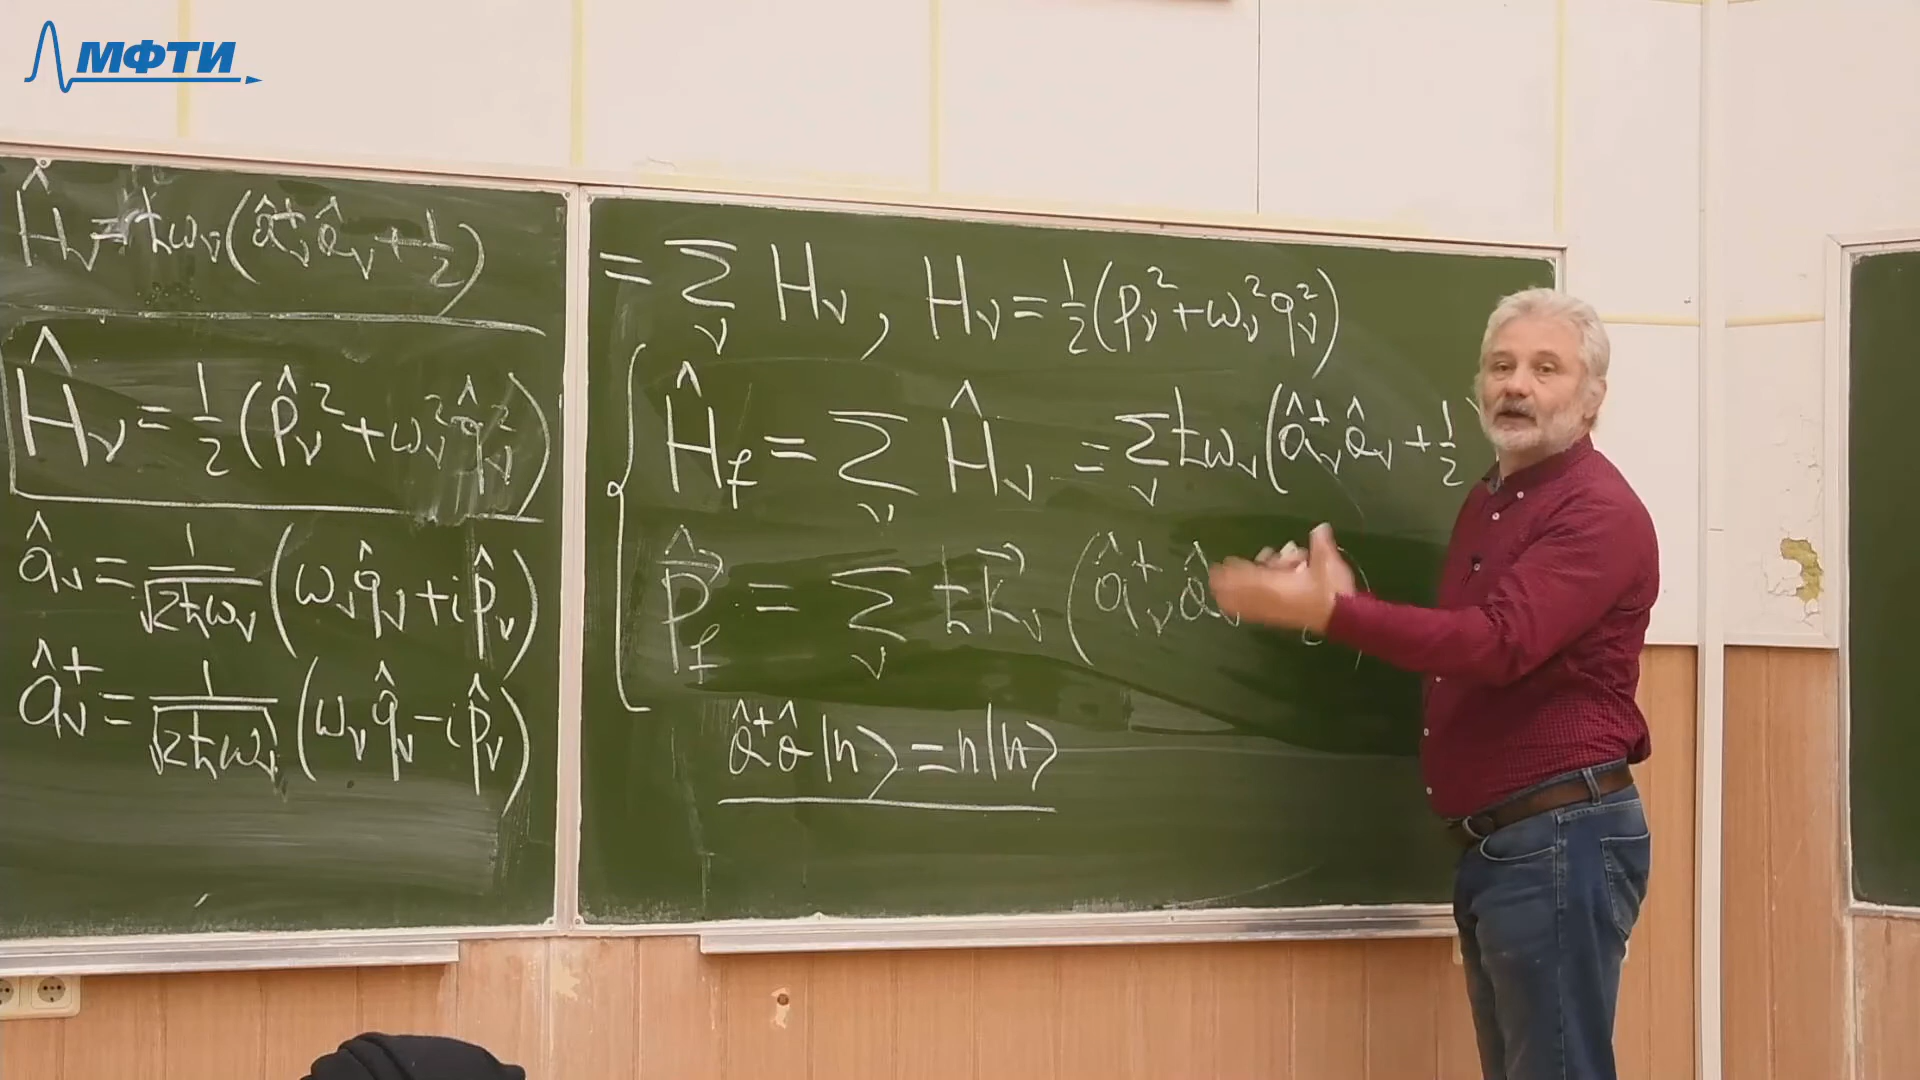 МФТИ
Ĥ_ν = ħω_ν(â⁺_ν â_ν + 1/2)
Ĥ_ν = 1/2 (p̂_ν² + ω_ν² q̂_ν²)
â_ν = 1/√(2ħω_ν) (ω_ν q̂_ν + i p̂_ν)
â⁺_ν = 1/√(2ħω_ν) (ω_ν q̂_ν − i p̂_ν)
= Σ_ν H_ν , H_ν = 1/2 (p_ν² + ω_ν² q_ν²)
Ĥ_f = Σ_ν Ĥ_ν = Σ_ν ħω_ν (â⁺_ν â_ν + 1/2
p̂⃗_f = Σ_ν ħk⃗_ν (â⁺_ν â_ν
â⁺â|n⟩ = n|n⟩